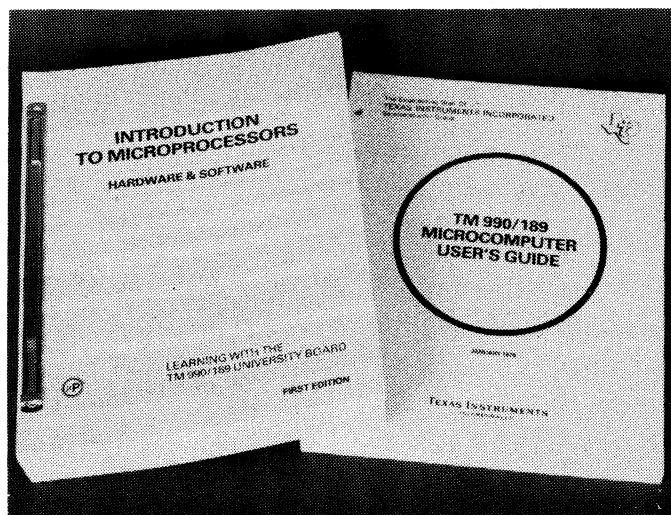 INTRODUCTION
TO MICROPROCESSORS
HARDWARE & SOFTWARE
LEARNING WITH THE
TM 990/189 UNIVERSITY BOARD
FIRST EDITION
TEXAS INSTRUMENTS INCORPORATED
TM 990/189
MICROCOMPUTER
USER'S GUIDE
TEXAS INSTRUMENTS